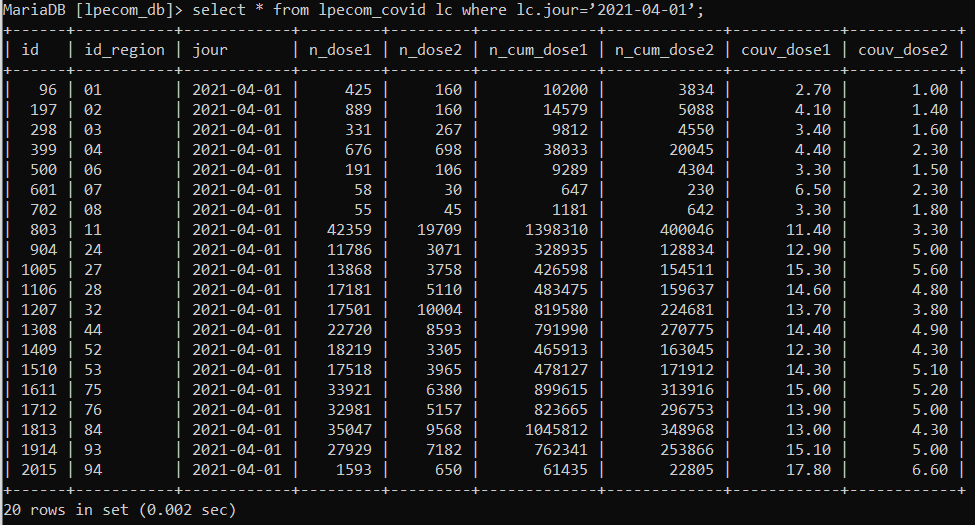 MariaDB [lpecom_db]> select * from lpecom_covid lc where lc.jour=’2021-04-01’;
+------+-----------+------------+---------+---------+-------------+-------------+------------+------------+
| id   | id_region | jour       | n_dose1 | n_dose2 | n_cum_dose1 | n_cum_dose2 | couv_dose1 | couv_dose2 |
+------+-----------+------------+---------+---------+-------------+-------------+------------+------------+
|   96 | 01        | 2021-04-01 |     425 |     160 |       10200 |        3834 |       2.70 |       1.00 |
|  197 | 02        | 2021-04-01 |     889 |     160 |       14579 |        5088 |       4.10 |       1.40 |
|  298 | 03        | 2021-04-01 |     331 |     267 |        9812 |        4550 |       3.40 |       1.60 |
|  399 | 04        | 2021-04-01 |     676 |     698 |       38033 |       20045 |       4.40 |       2.30 |
|  500 | 06        | 2021-04-01 |     191 |     106 |        9289 |        4304 |       3.30 |       1.50 |
|  601 | 07        | 2021-04-01 |      58 |      30 |         647 |         230 |       6.50 |       2.30 |
|  702 | 08        | 2021-04-01 |      55 |      45 |        1181 |         642 |       3.30 |       1.80 |
|  803 | 11        | 2021-04-01 |   42359 |   19709 |     1398310 |      400046 |      11.40 |       3.30 |
|  904 | 24        | 2021-04-01 |   11786 |    3071 |      328935 |      128834 |      12.90 |       5.00 |
| 1005 | 27        | 2021-04-01 |   13868 |    3758 |      426598 |      154511 |      15.30 |       5.60 |
| 1106 | 28        | 2021-04-01 |   17181 |    5110 |      483475 |      159637 |      14.60 |       4.80 |
| 1207 | 32        | 2021-04-01 |   17501 |   10004 |      819580 |      224681 |      13.70 |       3.80 |
| 1308 | 44        | 2021-04-01 |   22720 |    8593 |      791990 |      270775 |      14.40 |       4.90 |
| 1409 | 52        | 2021-04-01 |   18219 |    3305 |      465913 |      163045 |      12.30 |       4.30 |
| 1510 | 53        | 2021-04-01 |   17518 |    3965 |      478127 |      171912 |      14.30 |       5.10 |
| 1611 | 75        | 2021-04-01 |   33921 |    6380 |      899615 |      313916 |      15.00 |       5.20 |
| 1712 | 76        | 2021-04-01 |   32981 |    5157 |      823665 |      296753 |      13.90 |       5.00 |
| 1813 | 84        | 2021-04-01 |   35047 |    9568 |     1045812 |      348968 |      13.00 |       4.30 |
| 1914 | 93        | 2021-04-01 |   27929 |    7182 |      762341 |      253866 |      15.10 |       5.00 |
| 2015 | 94        | 2021-04-01 |    1593 |     650 |       61435 |       22805 |      17.80 |       6.60 |
+------+-----------+------------+---------+---------+-------------+-------------+------------+------------+
20 rows in set (0.002 sec)